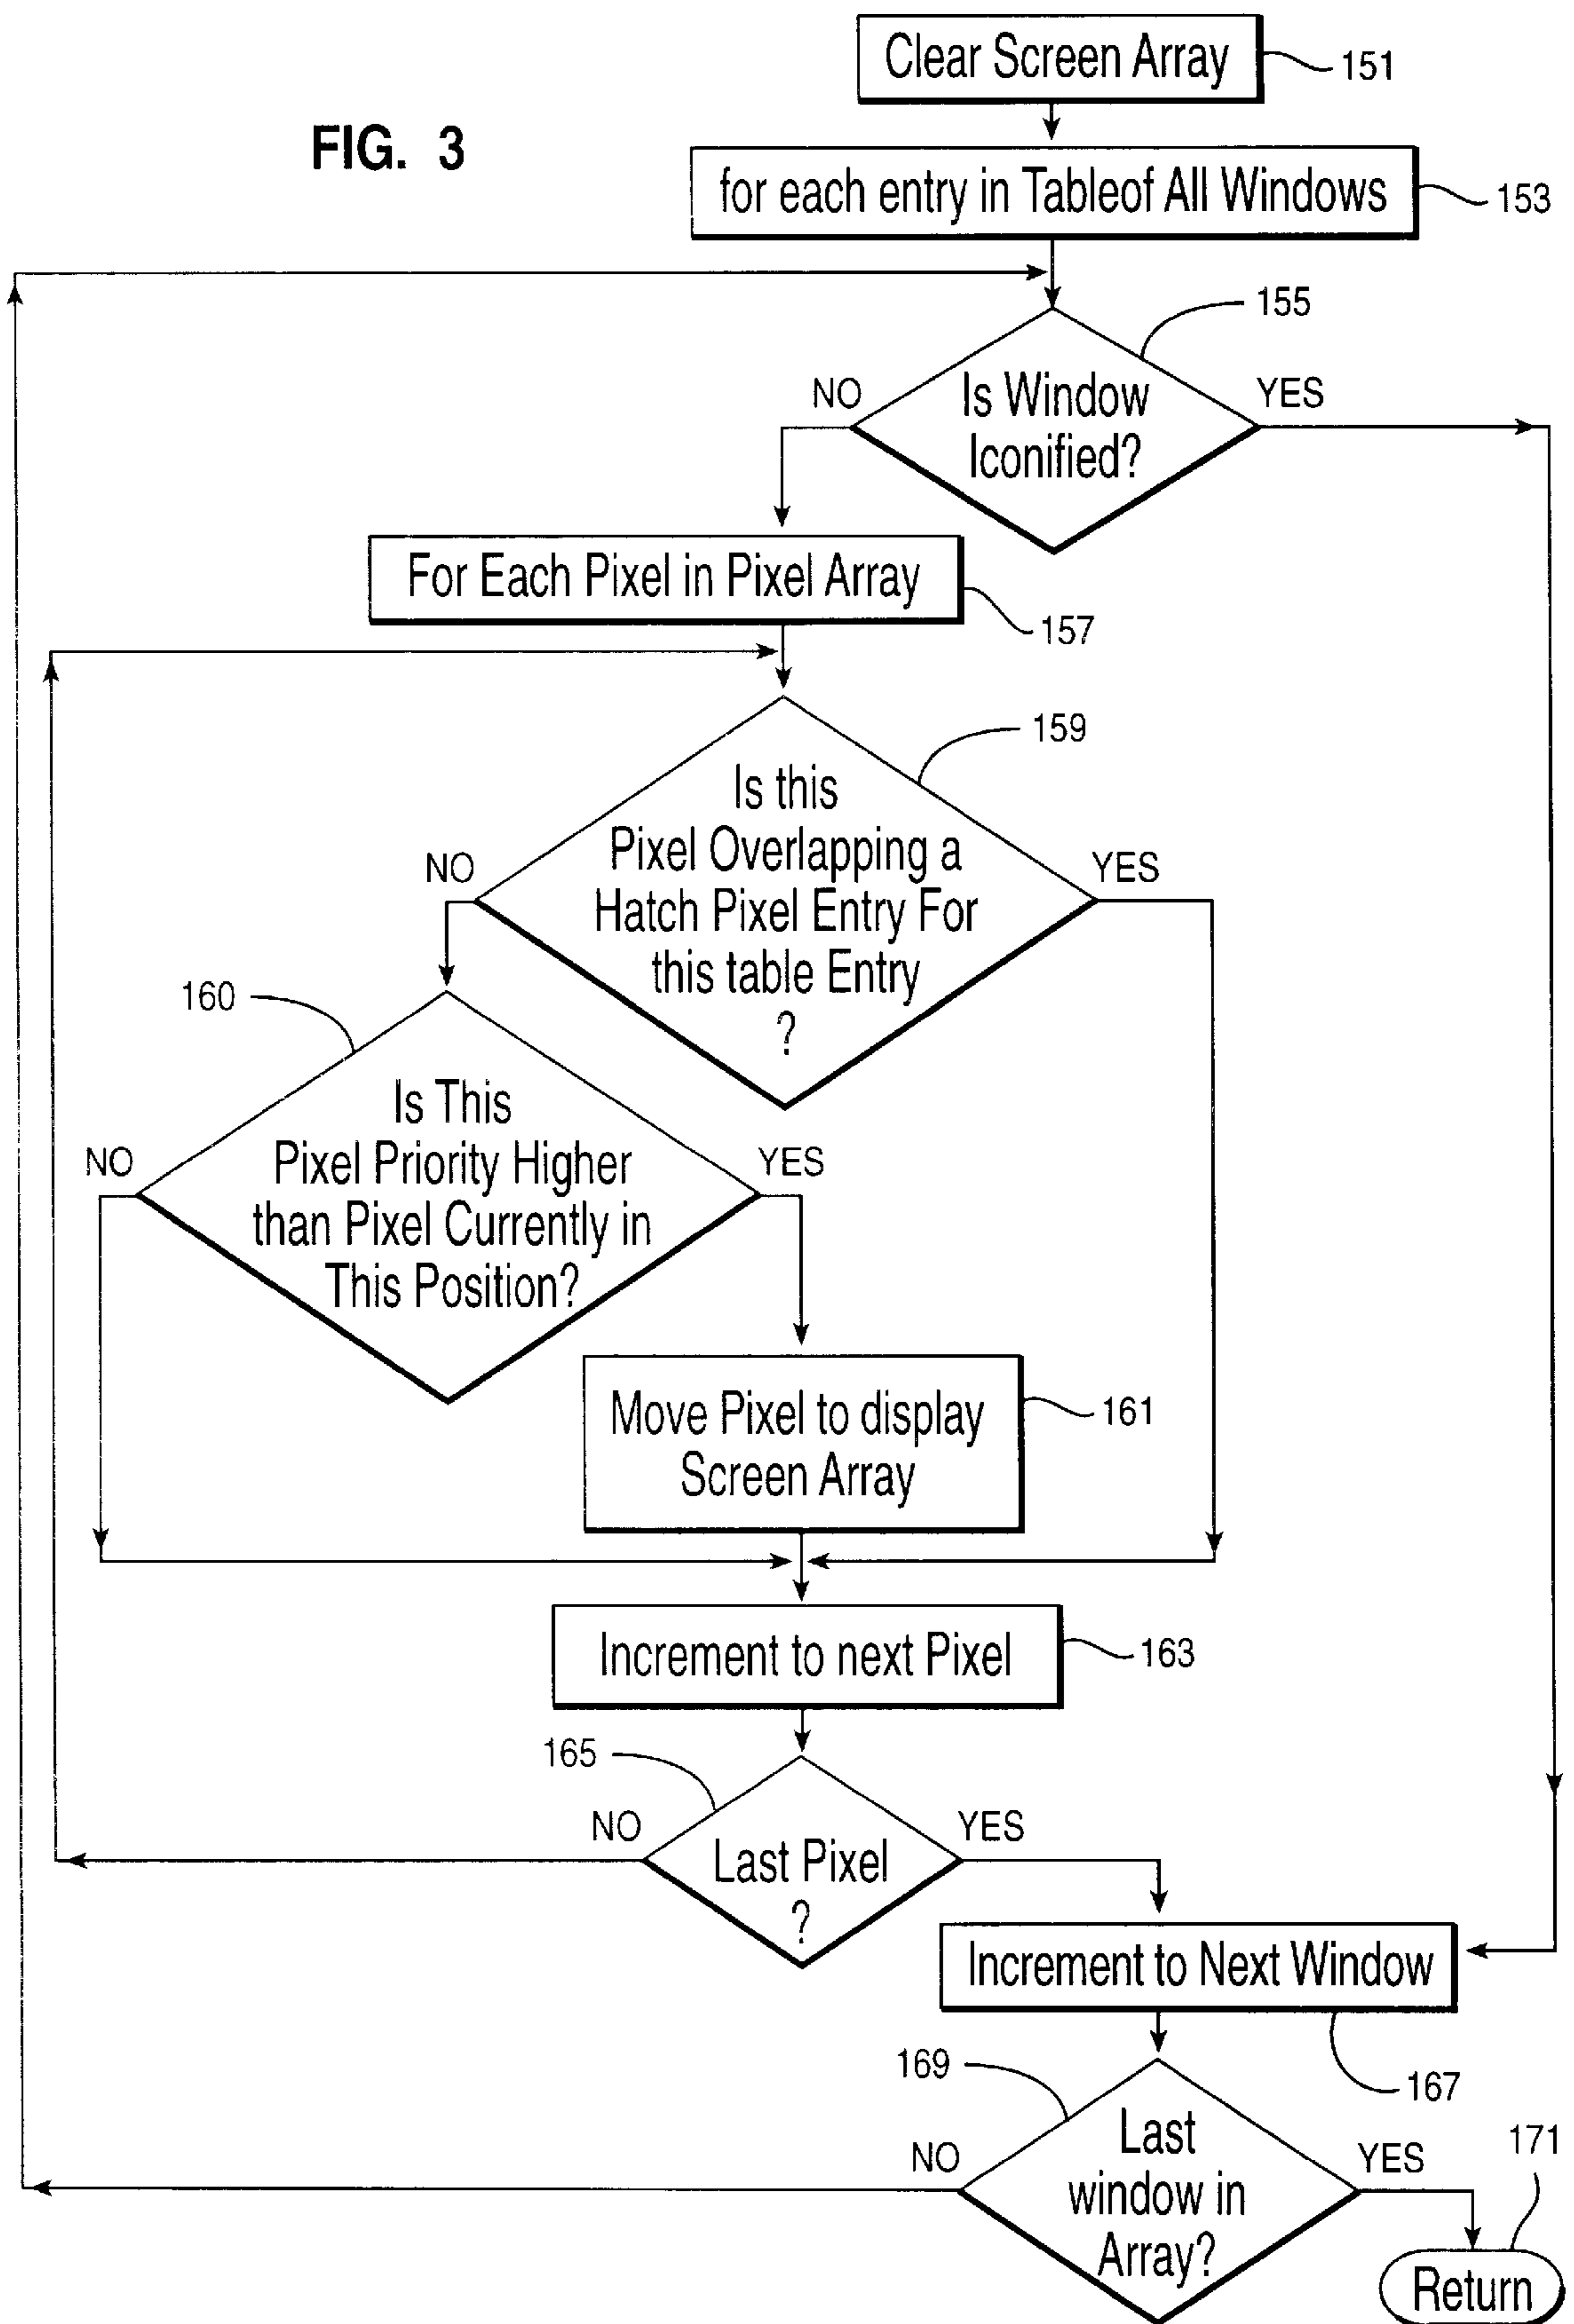 Clear Screen Array
151
FIG. 3
for each entry in Tableof All Windows
153
155
NO
Is Window
Iconified?
YES
For Each Pixel in Pixel Array
157
159
Is this
Pixel Overlapping a
Hatch Pixel Entry For
this table Entry
?
NO
YES
160
Is This
Pixel Priority Higher
than Pixel Currently in
This Position?
NO
YES
Move Pixel to display
Screen Array
161
Increment to next Pixel
163
165
NO
YES
Last Pixel
?
Increment to Next Window
167
169
Last
window in
Array?
NO
YES
171
Return